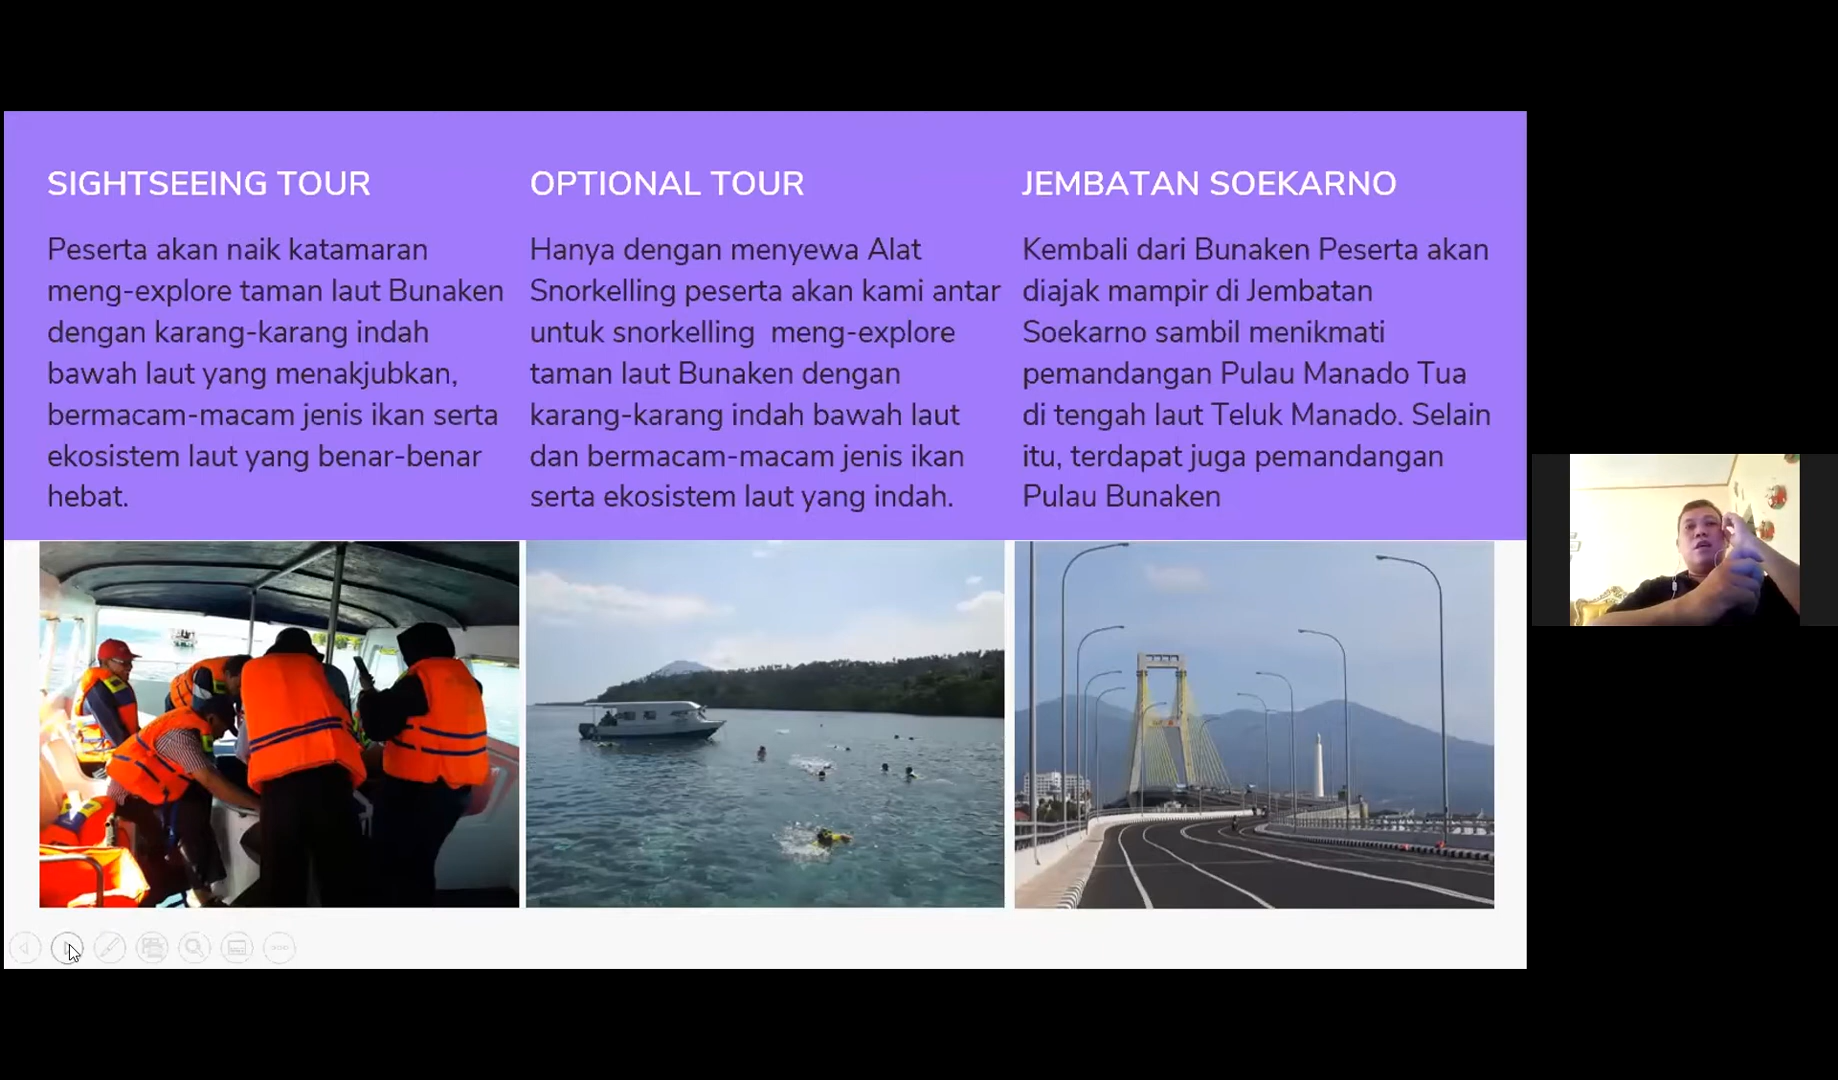 SIGHTSEEING TOUR
Peserta akan naik katamaran
meng-explore taman laut Bunaken
dengan karang-karang indah
bawah laut yang menakjubkan,
bermacam-macam jenis ikan serta
ekosistem laut yang benar-benar
hebat.
OPTIONAL TOUR
Hanya dengan menyewa Alat
Snorkelling peserta akan kami antar
untuk snorkelling  meng-explore
taman laut Bunaken dengan
karang-karang indah bawah laut
dan bermacam-macam jenis ikan
serta ekosistem laut yang indah.
JEMBATAN SOEKARNO
Kembali dari Bunaken Peserta akan
diajak mampir di Jembatan
Soekarno sambil menikmati
pemandangan Pulau Manado Tua
di tengah laut Teluk Manado. Selain
itu, terdapat juga pemandangan
Pulau Bunaken